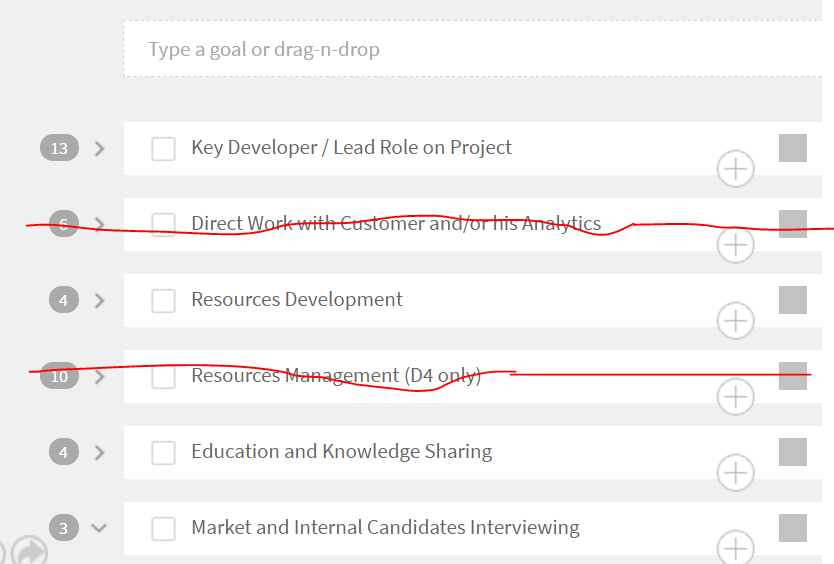 Type a goal or drag-n-drop
13 Key Developer / Lead Role on Project
6 Direct Work with Customer and/or his Analytics
4 Resources Development
10 Resources Management (D4 only)
4 Education and Knowledge Sharing
3 Market and Internal Candidates Interviewing